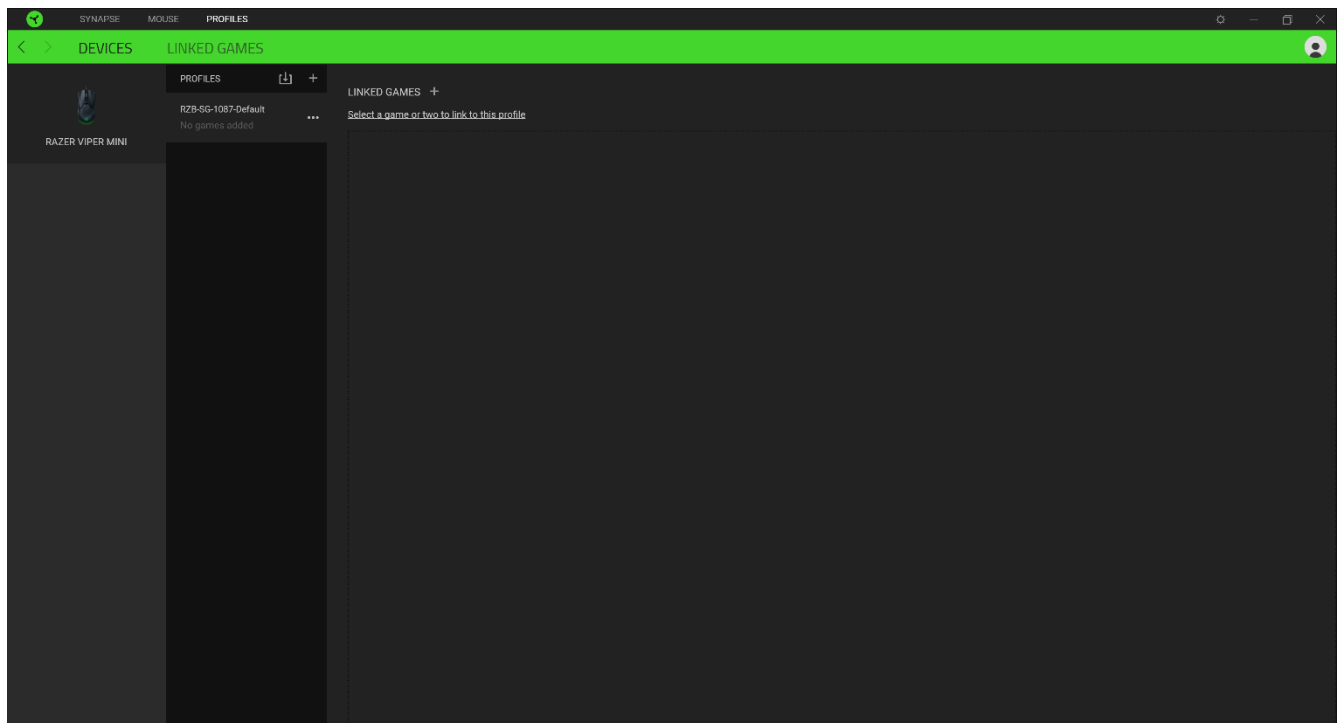 SYNAPSE MOUSE PROFILES
DEVICES LINKED GAMES
RAZER VIPER MINI
PROFILES
RZB-SG-1087-Default
No games added
LINKED GAMES
Select a game or two to link to this profile